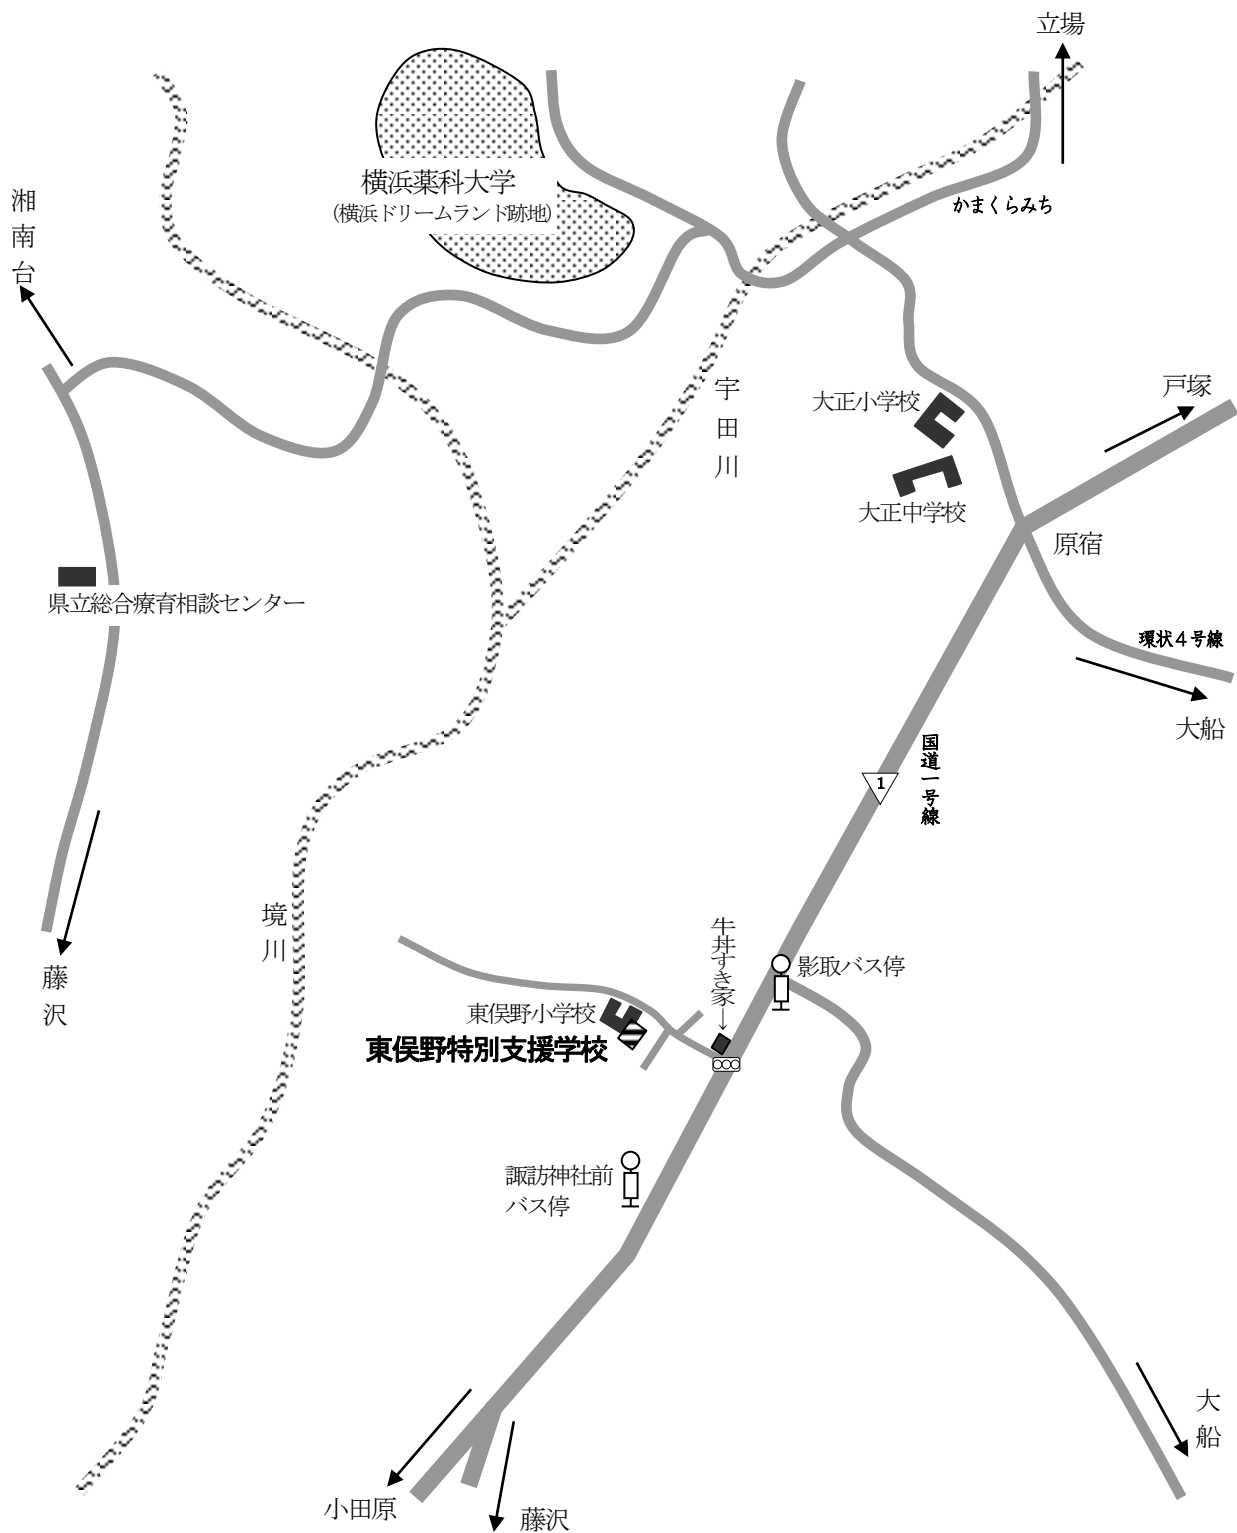 立場
横浜薬科大学
(横浜ドリームランド跡地)
かまくらみち
湘南台
宇田川
戸塚
大正小学校
大正中学校
原宿
県立総合療育相談センター
環状４号線
大船
国道一号線
1
境川
藤沢
牛丼すき家→
影取バス停
東俣野小学校
東俣野特別支援学校
諏訪神社前
バス停
大船
小田原
藤沢